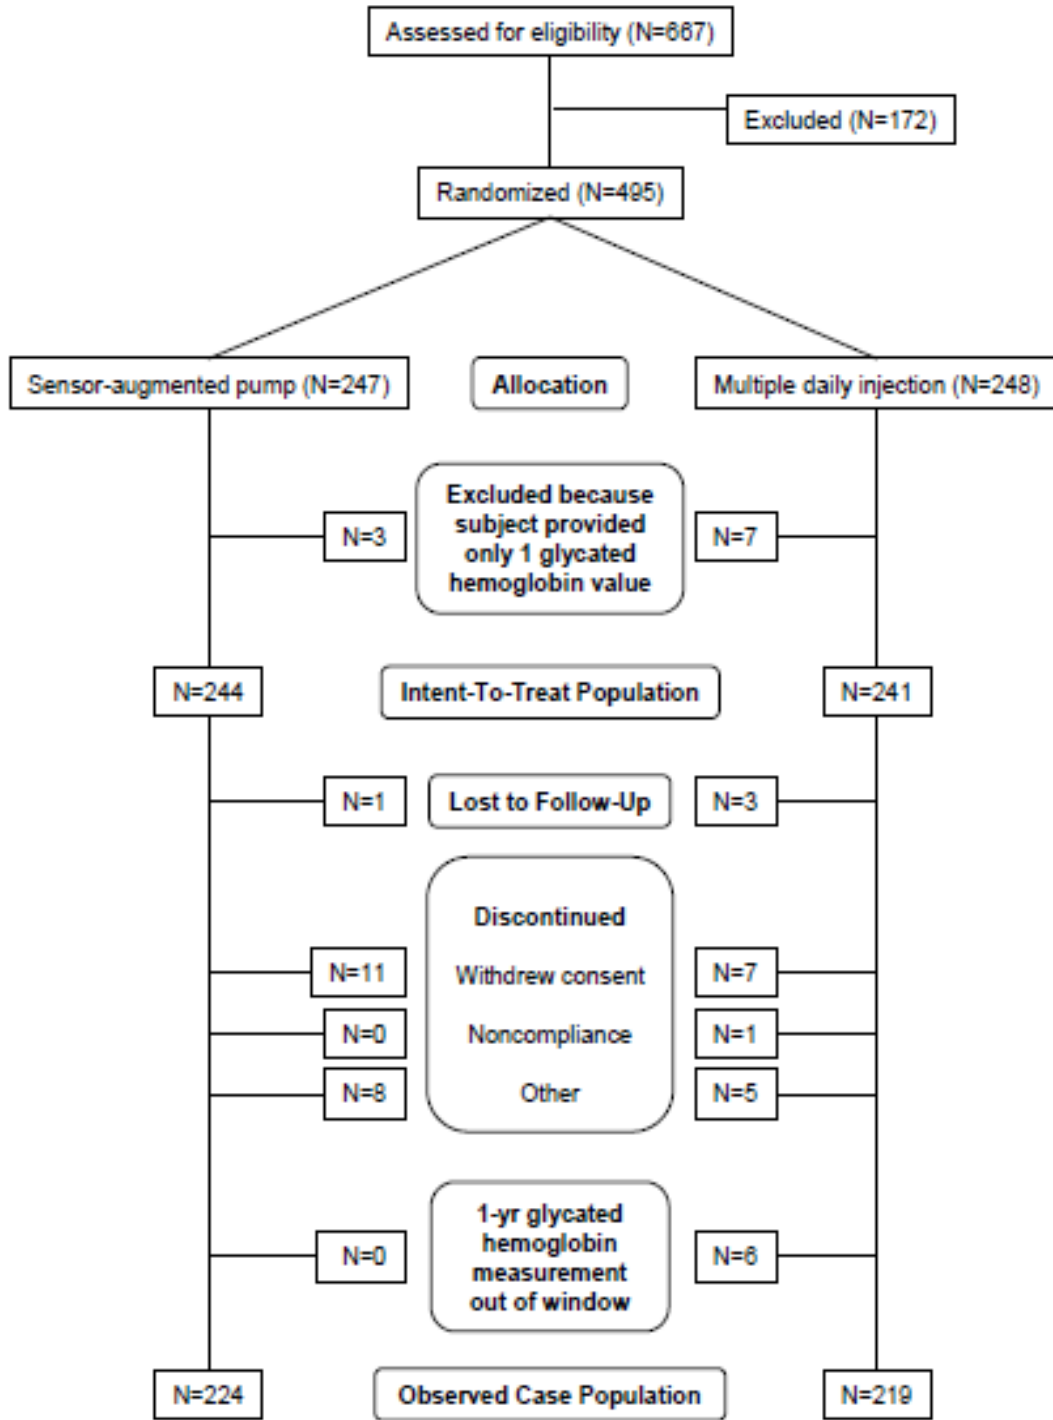 Assessed for eligibility (N=667)
Excluded (N=172)
Randomized (N=495)
Sensor-augmented pump (N=247)
Allocation
Multiple daily injection (N=248)
Excluded because
subject provided
only 1 glycated
hemoglobin value
N=3
N=7
N=244
Intent-To-Treat Population
N=241
N=1
Lost to Follow-Up
N=3
Discontinued
N=11
Withdrew consent
N=7
N=0
Noncompliance
N=1
N=8
Other
N=5
1-yr glycated
hemoglobin
measurement
out of window
N=0
N=6
N=224
Observed Case Population
N=219